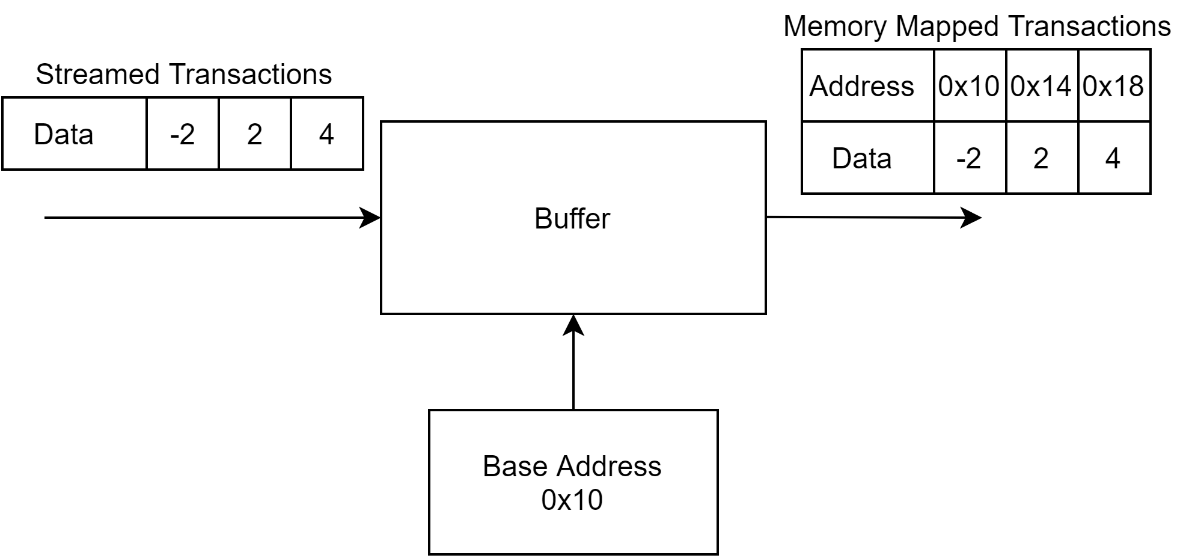 Memory Mapped Transactions
Streamed Transactions
Address 0x10 0x14 0x18
Data -2 2 4
Data -2 2 4
Buffer
Base Address
0x10